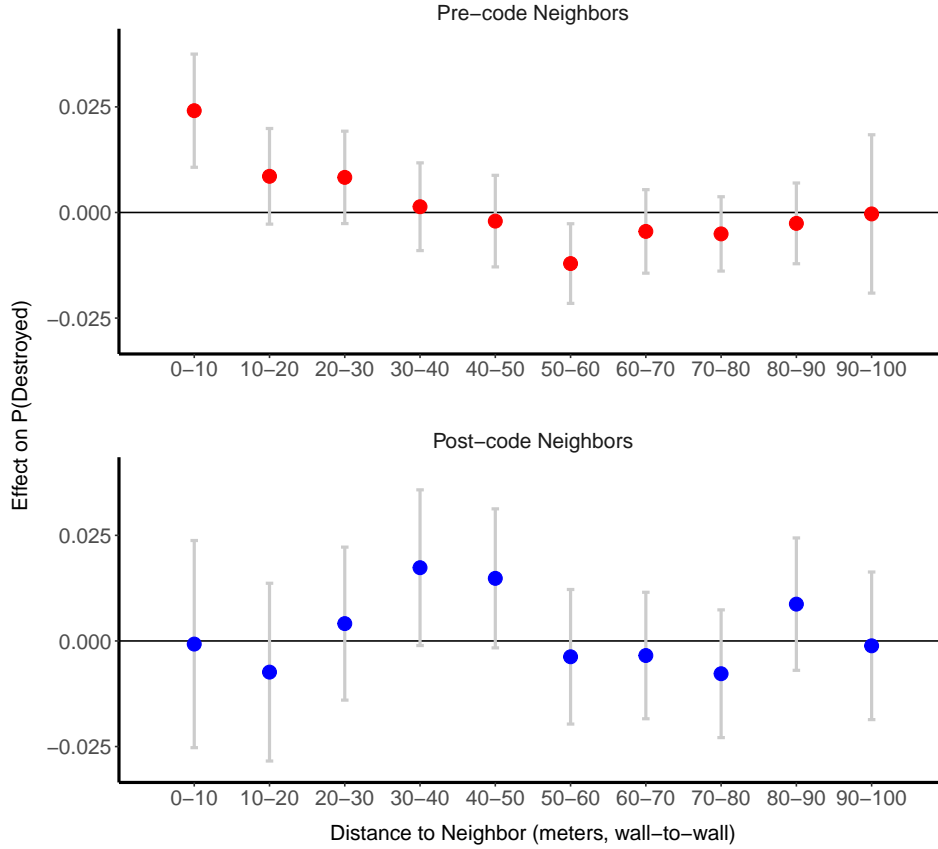 Pre−code Neighbors
0.025
0.000
−0.025
0−10 10−20 20−30 30−40 40−50 50−60 60−70 70−80 80−90 90−100
Effect on P(Destroyed)
Post−code Neighbors
0.025
0.000
−0.025
0−10 10−20 20−30 30−40 40−50 50−60 60−70 70−80 80−90 90−100
Distance to Neighbor (meters, wall−to−wall)